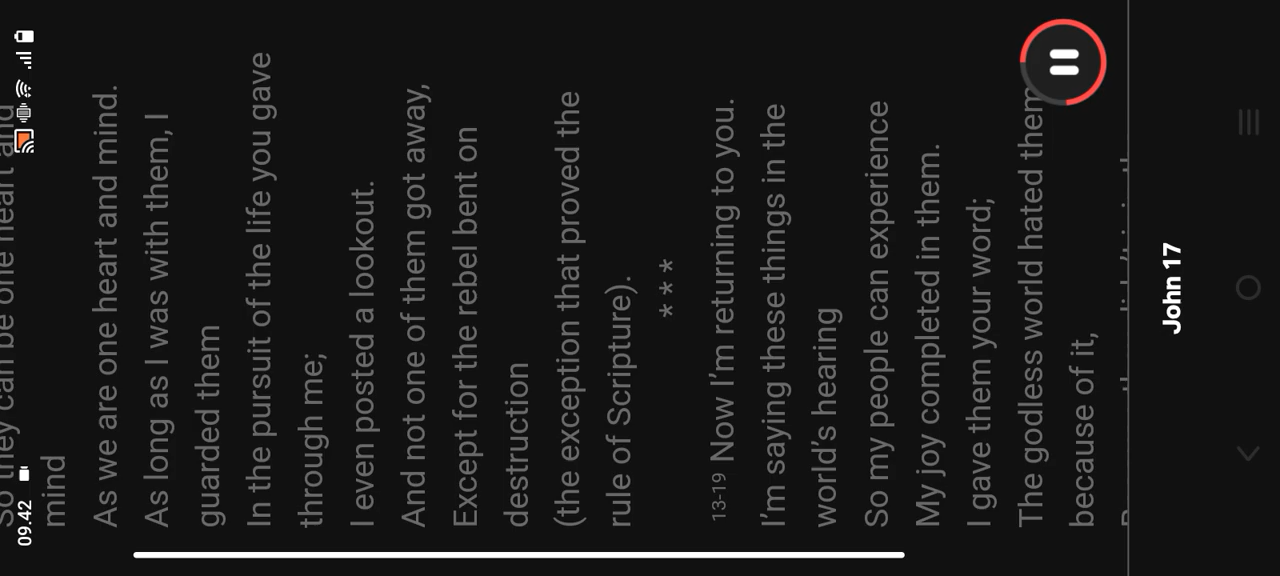 09.42
mind
As we are one heart and mind.
As long as I was with them, I
guarded them
In the pursuit of the life you gave
through me;
I even posted a lookout.
And not one of them got away,
Except for the rebel bent on
destruction
(the exception that proved the
rule of Scripture).
* * *
13-19 Now I'm returning to you.
I'm saying these things in the
world's hearing
So my people can experience
My joy completed in them.
I gave them your word;
The godless world hated them
because of it,
John 17